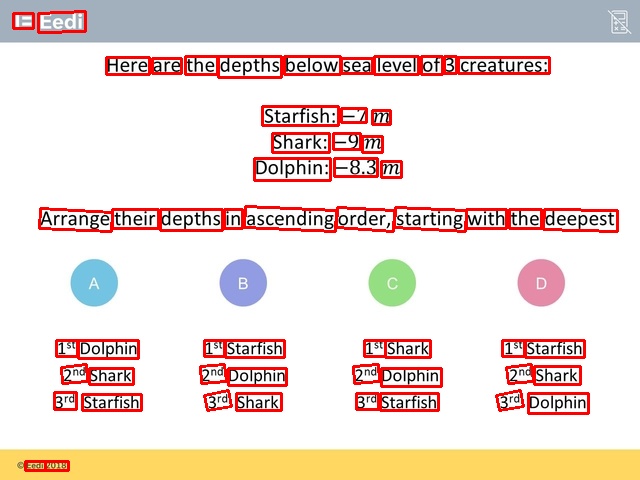 Eedi
Here are the depths below sea level of 3 creatures:
Starfish: −7 m
Shark: −9 m
Dolphin: −8.3 m
Arrange their depths in ascending order, starting with the deepest
A
B
C
D
1st Dolphin
2nd Shark
3rd Starfish
1st Starfish
2nd Dolphin
3rd Shark
1st Shark
2nd Dolphin
3rd Starfish
1st Starfish
2nd Shark
3rd Dolphin
© Eedi 2018